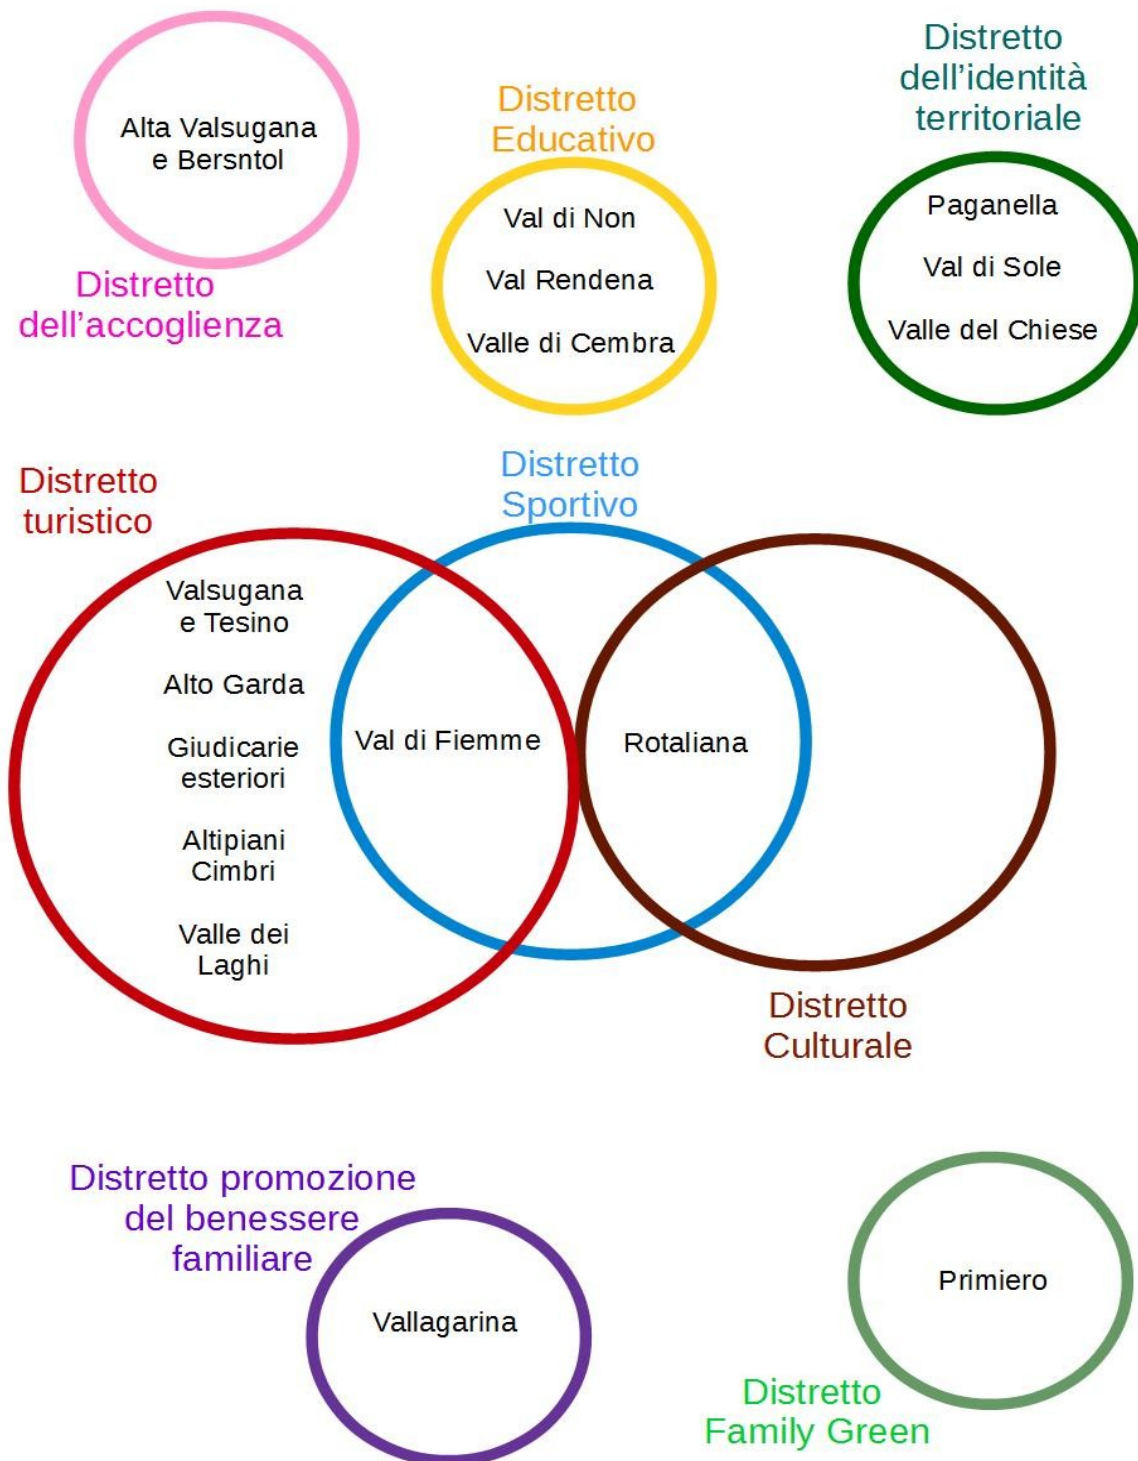 Alta Valsugana
e Bersntol
Distretto
dell'accoglienza
Distretto
Educativo
Val di Non
Val Rendena
Valle di Cembra
Distretto
dell'identità
territoriale
Paganella
Val di Sole
Valle del Chiese
Distretto
turistico
Valsugana
e Tesino
Alto Garda
Giudicarie
esteriori
Altipiani
Cimbri
Valle dei
Laghi
Distretto
Sportivo
Val di Fiemme
Rotaliana
Distretto
Culturale
Distretto promozione
del benessere
familiare
Vallagarina
Primiero
Distretto
Family Green